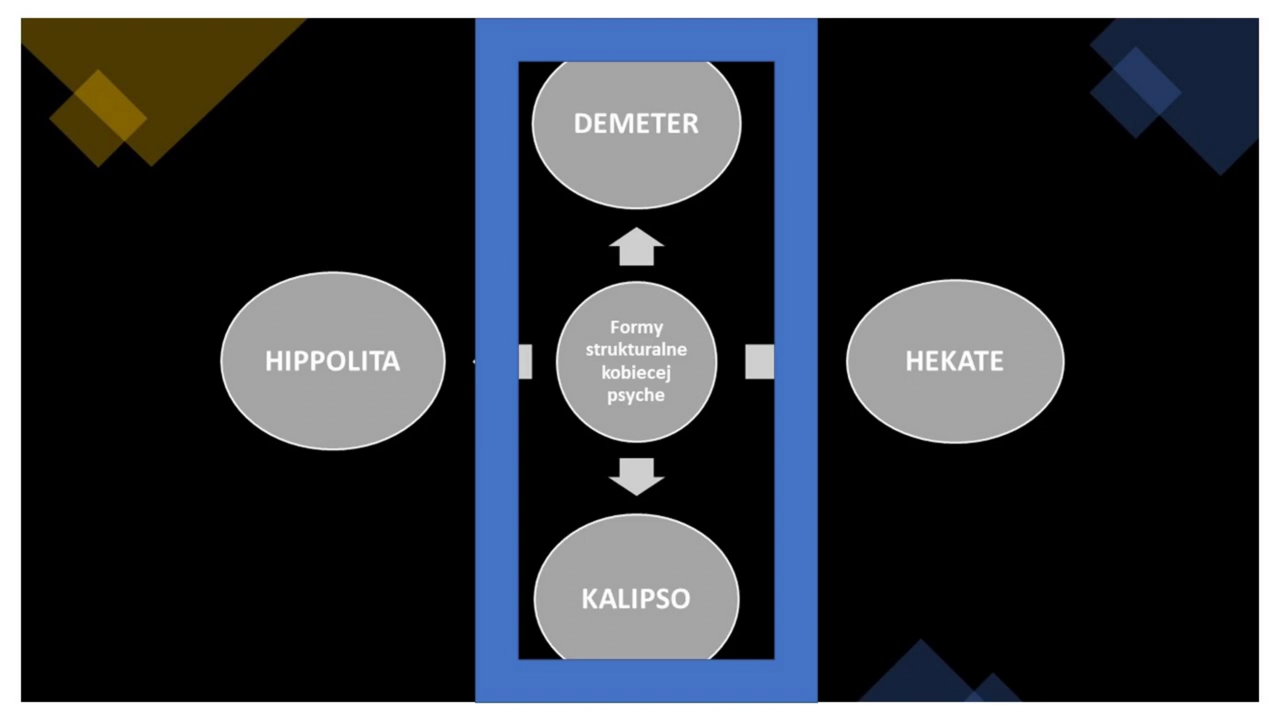 DEMETER
HIPPOLITA
Formy
strukturalne
kobiecej
psyche
HEKATE
KALIPSO